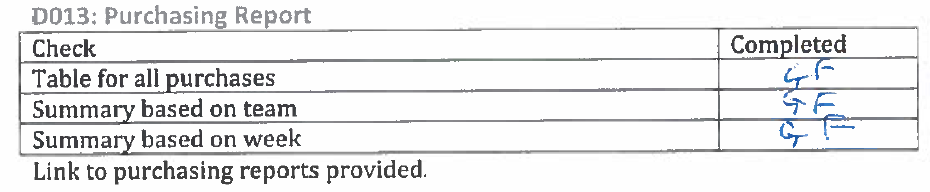 D013: Purchasing Report
Check Completed
Table for all purchases GF
Summary based on team GF
Summary based on week GF
Link to purchasing reports provided.